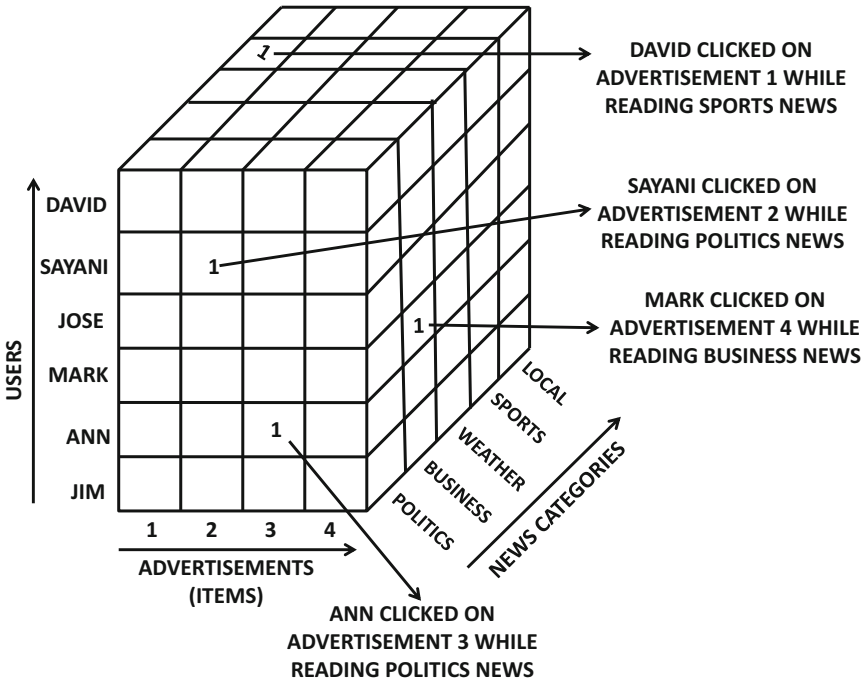 1
DAVID CLICKED ON
ADVERTISEMENT 1 WHILE
READING SPORTS NEWS
SAYANI CLICKED ON
ADVERTISEMENT 2 WHILE
READING POLITICS NEWS
MARK CLICKED ON
ADVERTISEMENT 4 WHILE
READING BUSINESS NEWS
USERS
DAVID
SAYANI
1
JOSE
1
MARK
ANN
1
JIM
1 2 3 4
ADVERTISEMENTS
(ITEMS)
LOCAL
SPORTS
WEATHER
BUSINESS
POLITICS
NEWS CATEGORIES
ANN CLICKED ON
ADVERTISEMENT 3 WHILE
READING POLITICS NEWS